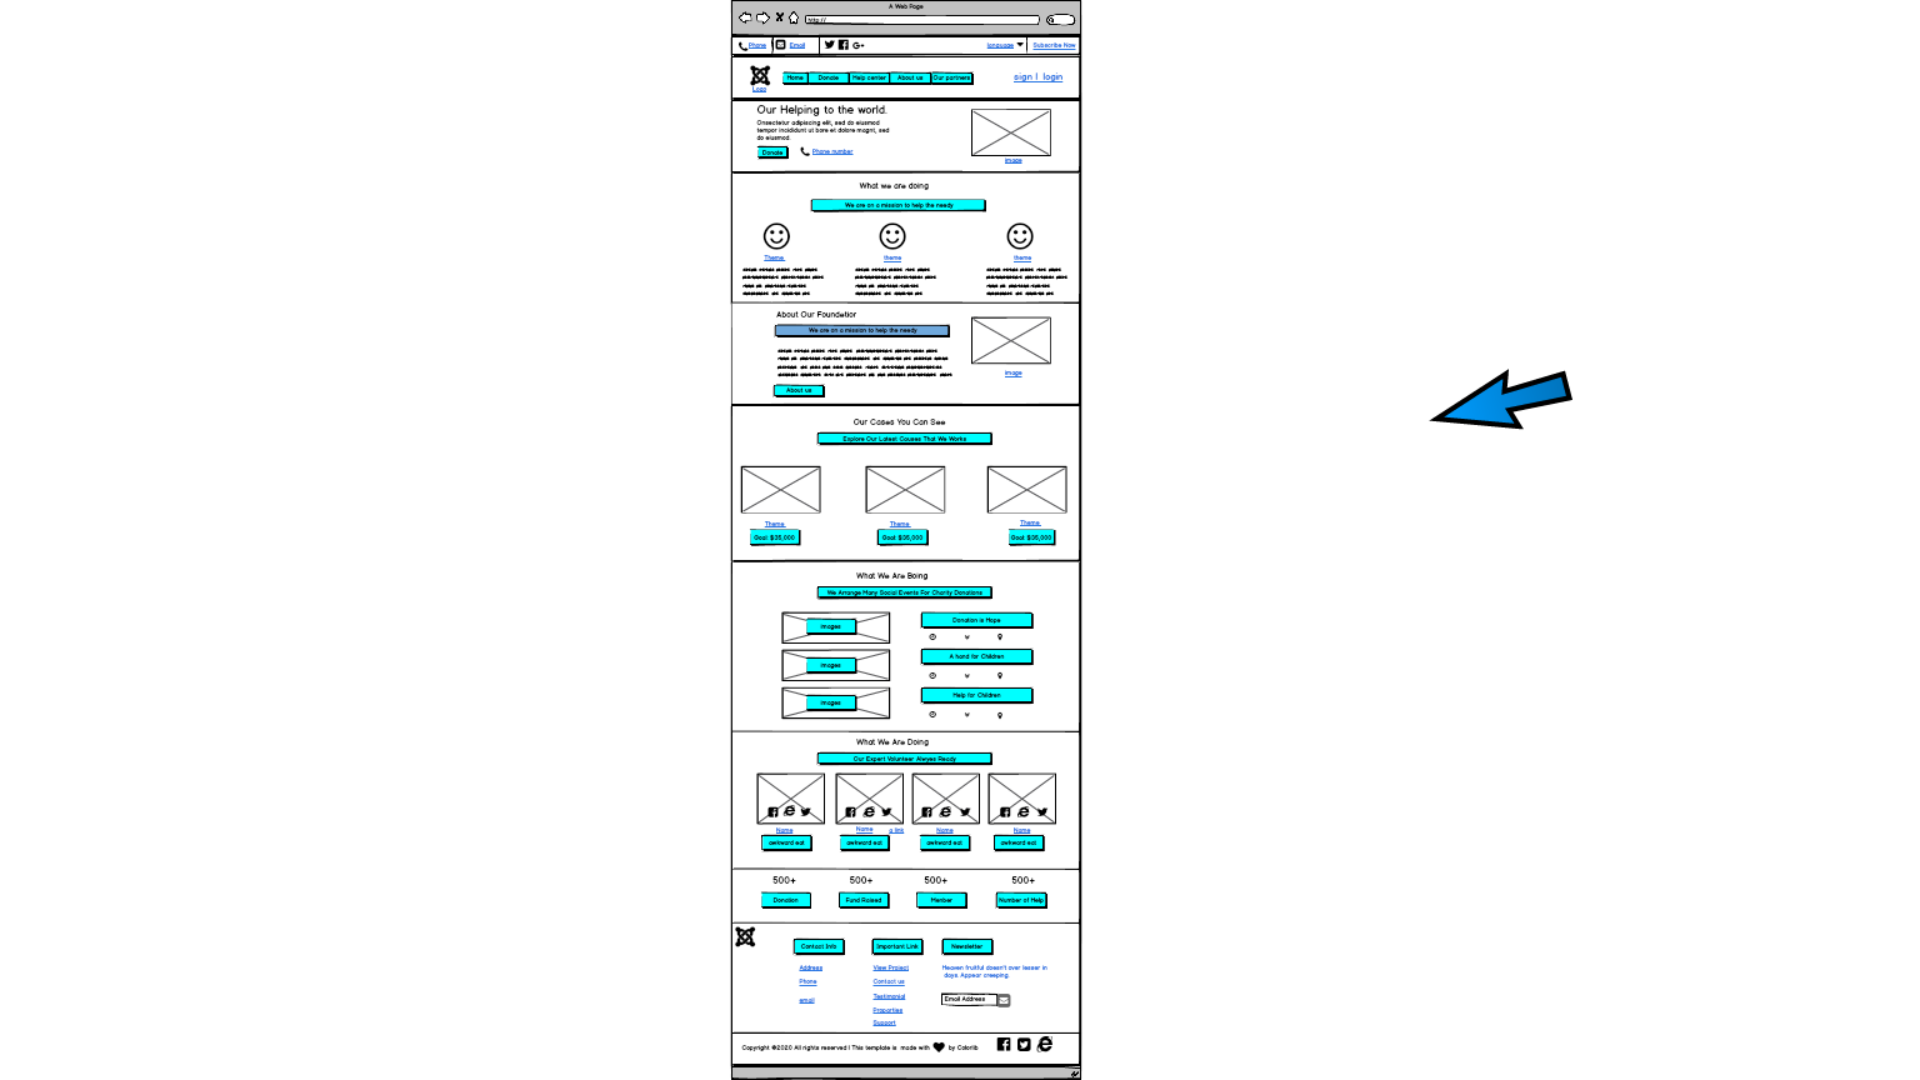 A Web Page
http://
Phone
Email
G+
language
Subscribe Now
Logo
Home
Donate
Help center
About us
Our partners
sign | login
Our Helping to the world.
Onsectetur adipiscing elit, sed do eiusmod
tempor incididunt ut bore et dolore magnt, sed
do eiusmod.
Donate
Phone number
image
What we are doing
We are on a mission to help the needy
Theme
theme
theme
About Our Foundetior
We are on a mission to help the needy
About us
image
Our Cases You Can See
Explore Our Latest Causes That We Works
Theme
Theme
Theme
Goal: $35,000
Goal: $35,000
Goal: $35,000
What We Are Boing
We Arrange Many Social Events For Charity Donations
images
Donation is Hope
images
A hand for Children
images
Help for Children
What We Are Doing
Our Expert Volunteer Alwyes Ready
Name
Name
a link
Name
Name
awkward eat
awkward eat
awkward eat
awkward eat
500+
500+
500+
500+
Donation
Fund Raised
Number of Help
Contact Info
Important Link
Newsletter
Address
Phone
email
View Project
Contact us
Testimonial
Properties
Support
Heaven fruitful doesn't over lesser in
days. Appear creeping.
Email Address
Copyright ©2020 All rights reserved | This template is made with
by Colorlib